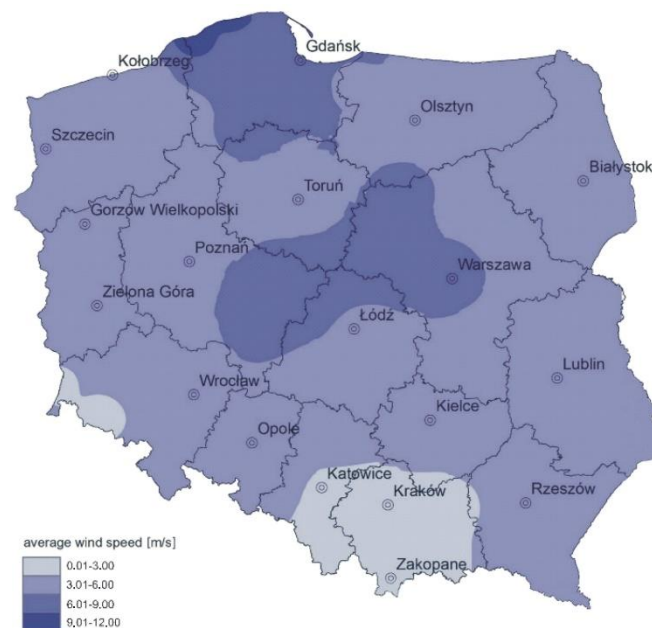 Gdańsk
Kołobrzeg
Olsztyn
Szczecin
Białystok
Toruń
Gorzów Wielkopolski
Poznań
Warszawa
Zielona Góra
Łódź
Lublin
Wrocław
Kielce
Opole
Katowice
Kraków
Rzeszów
Zakopane
average wind speed [m/s]
0.01-3.00
3.01-6.00
6.01-9.00
9.01-12.00